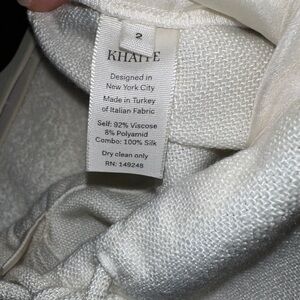 2
KHAITE
Designed in
New York City
Made in Turkey
of Italian Fabric
Self: 92% Viscose
8% Polyamid
Combo: 100% Silk
Dry clean only
RN: 149248